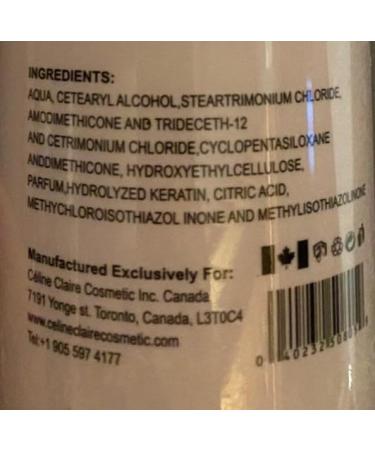 INGREDIENTS:
AQUA, CETEARYL ALCOHOL,STEARTRIMONIUM CHLORIDE,
AMODIMETHICONE AND TRIDECETH-12
AND CETRIMONIUM CHLORIDE,CYCLOPENTASILOXANE
ANDDIMETHICONE, HYDROXYETHYLCELLULOSE,
PARFUM,HYDROLYZED KERATIN, CITRIC ACID,
METHYCHLOROISOTHIAZOL INONE AND METHYLISOTHIAZOLINONE
Manufactured Exclusively For:
Céline Claire Cosmetic Inc. Canada
7191 Yonge st. Toronto, Canada, L3T0C4
www.celineclairecosmetic.com
Tel:+1 905 597 4177